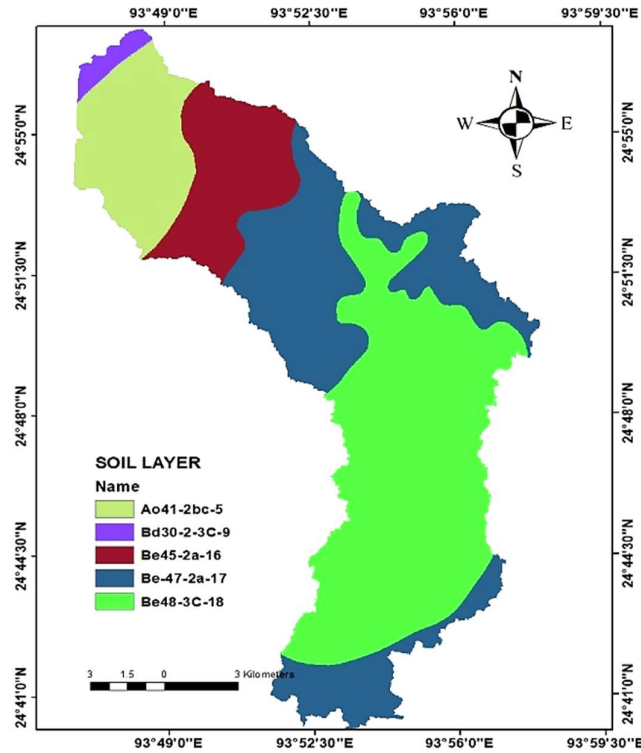 93°49'0"E 93°52'30"E 93°56'0"E 93°59'30"E
N
W E
S
24°55'0"N 24°55'0"N
24°51'30"N 24°51'30"N
24°48'0"N 24°48'0"N
24°44'30"N 24°44'30"N
24°41'0"N 24°41'0"N
SOIL LAYER
Name
Ao41-2bc-5
Bd30-2-3C-9
Be45-2a-16
Be-47-2a-17
Be48-3C-18
3 1.5 0 3 Kilometers
93°49'0"E 93°52'30"E 93°56'0"E 93°59'30"E